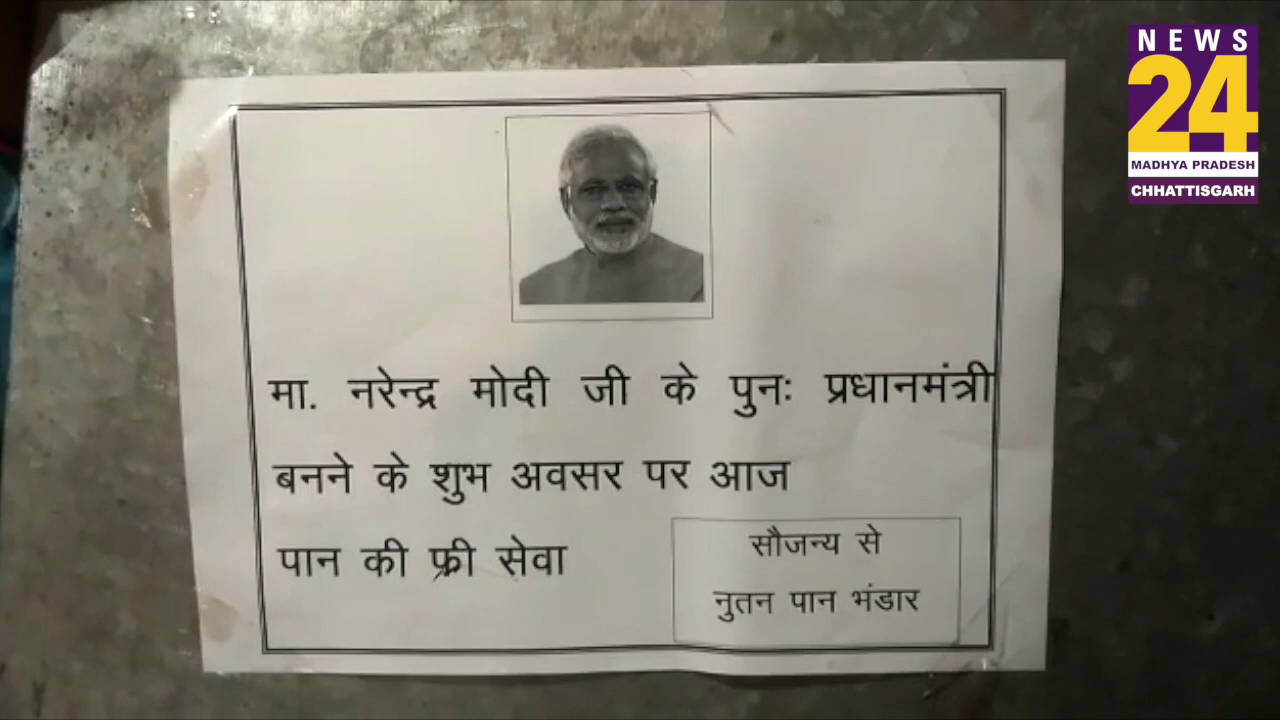 NEWS
24
MADHYA PRADESH
CHHATTISGARH
मा. नरेन्द्र मोदी जी के पुनः प्रधानमंत्री
बनने के शुभ अवसर पर आज
पान की फ्री सेवा
सौजन्य से
नुतन पान भंडार